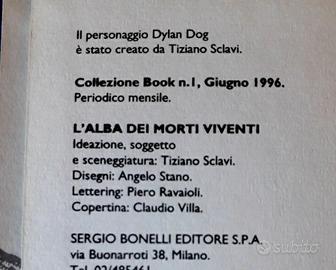 Il personaggio Dylan Dog
è stato creato da Tiziano Sclavi.
Collezione Book n.1, Giugno 1996.
Periodico mensile.
L'ALBA DEI MORTI VIVENTI
Ideazione, soggetto
e sceneggiatura: Tiziano Sclavi.
Disegni: Angelo Stano.
Lettering: Piero Ravaioli.
Copertina: Claudio Villa.
SERGIO BONELLI EDITORE S.P.A.
via Buonarroti 38, Milano.
subito